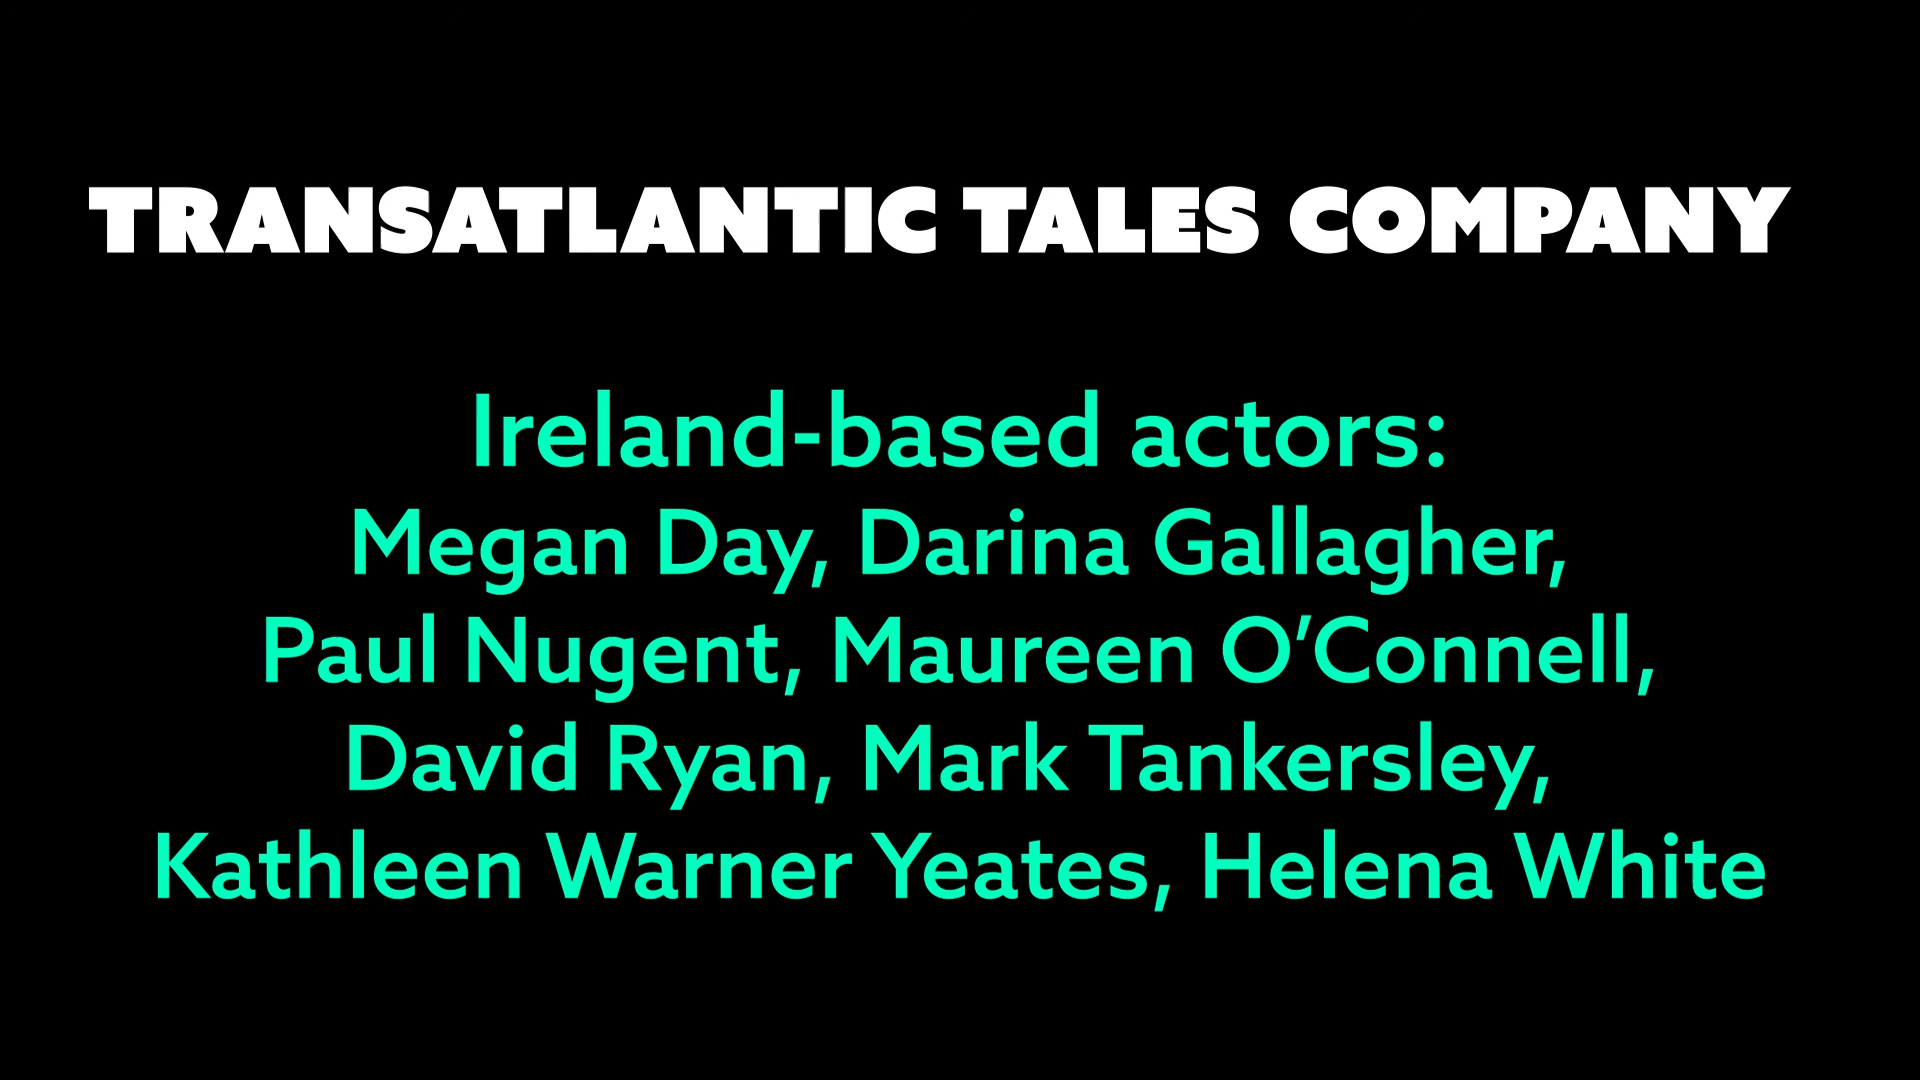 TRANSATLANTIC TALES COMPANY
Ireland-based actors:
Megan Day, Darina Gallagher,
Paul Nugent, Maureen O’Connell,
David Ryan, Mark Tankersley,
Kathleen Warner Yeates, Helena White